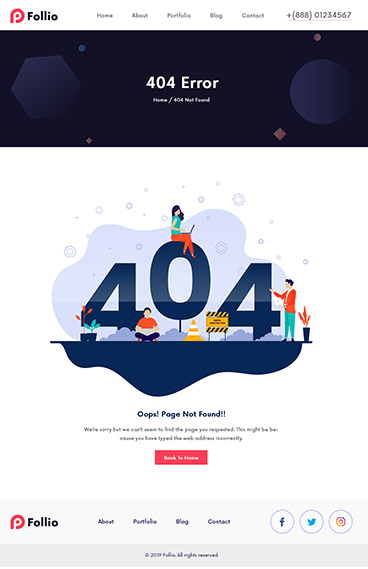 Follio
Home About Portfolio Blog Contact +(888) 01234567
404 Error
Home / 404 Not Found
404
Oops! Page Not Found!!
We're sorry but we can't seem to find the page you requested. This might be be-
cause you have typed the web address incorrectly.
Back To Home
Follio
About Portfolio Blog Contact
© 2019 Follio. All rights reserved